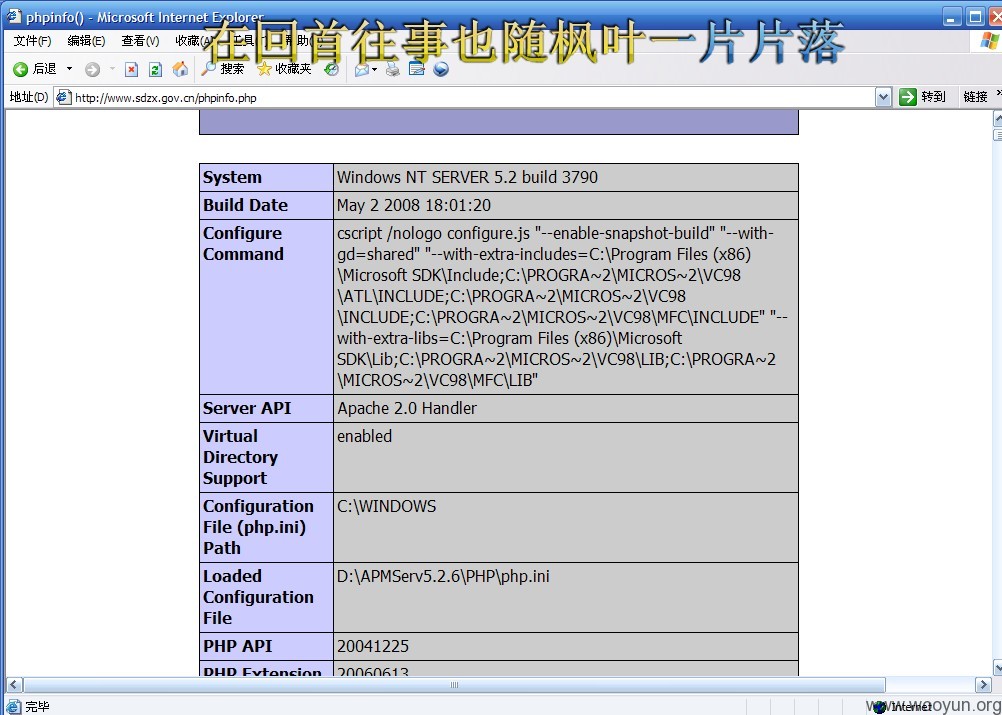 phpinfo() - Microsoft Internet Explorer
在回首往事也随枫叶一片片落
文件(F) 编辑(E) 查看(V) 收藏(A) 帮助(H)
后退 搜索 收藏夹
地址(D) http://www.sdzx.gov.cn/phpinfo.php 转到 链接
System Windows NT SERVER 5.2 build 3790
Build Date May 2 2008 18:01:20
Configure cscript /nologo configure.js "--enable-snapshot-build" "--with-
Command gd=shared" "--with-extra-includes=C:\Program Files (x86)
\Microsoft SDK\Include;C:\PROGRA~2\MICROS~2\VC98
\ATL\INCLUDE;C:\PROGRA~2\MICROS~2\VC98
\INCLUDE;C:\PROGRA~2\MICROS~2\VC98\MFC\INCLUDE" "--
with-extra-libs=C:\Program Files (x86)\Microsoft
SDK\Lib;C:\PROGRA~2\MICROS~2\VC98\LIB;C:\PROGRA~2
\MICROS~2\VC98\MFC\LIB"
Server API Apache 2.0 Handler
Virtual enabled
Directory
Support
Configuration C:\WINDOWS
File (php.ini)
Path
Loaded D:\APMServ5.2.6\PHP\php.ini
Configuration
File
PHP API 20041225
PHP Extension 20060613
完毕 Internet
www.wooyun.org